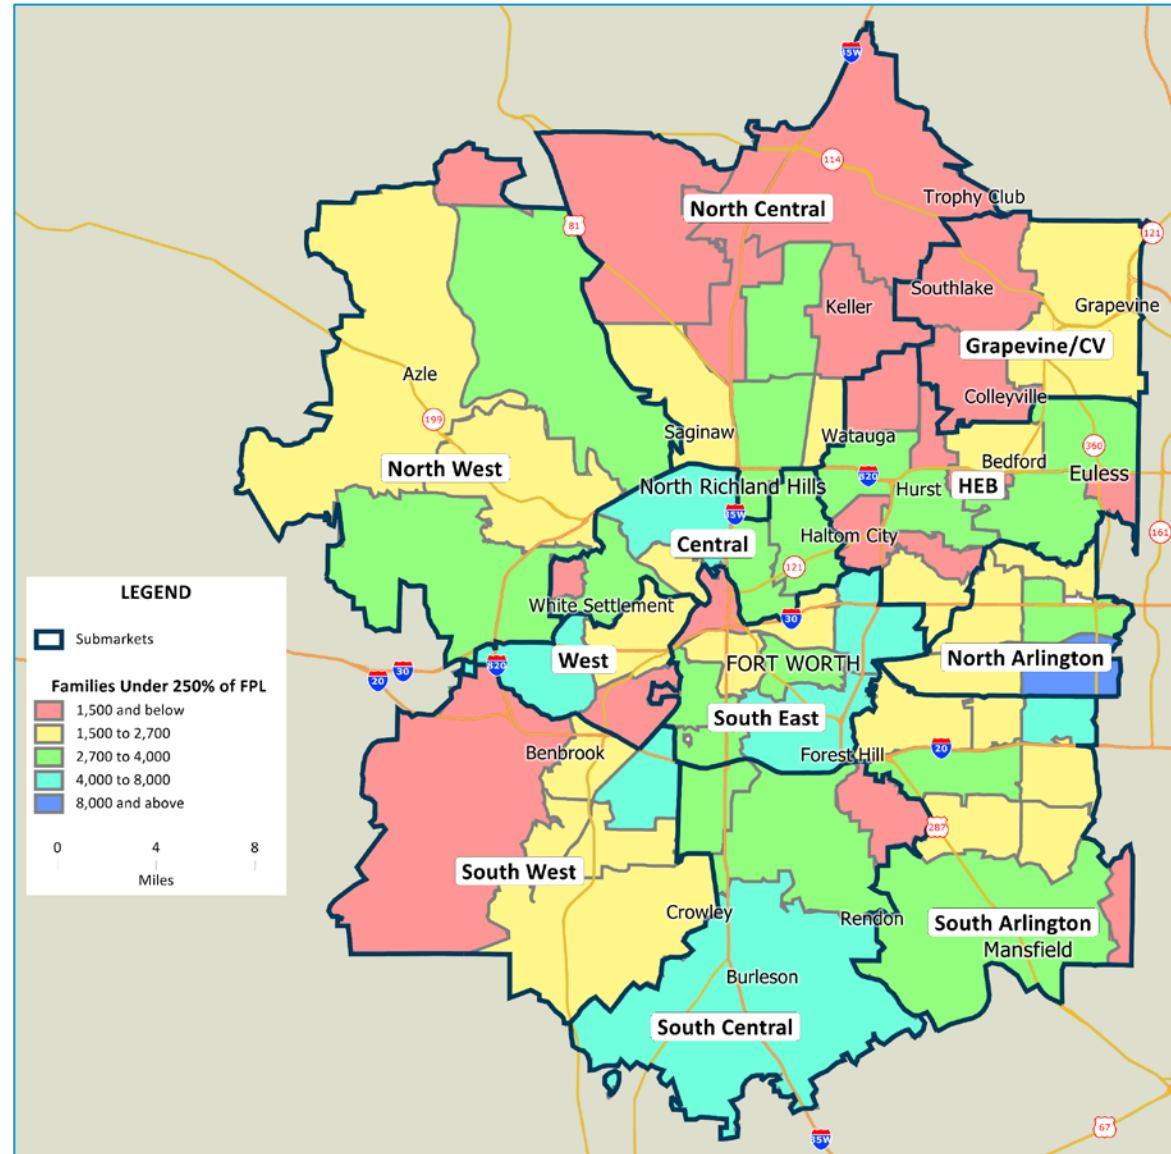 35W
114
Trophy Club
North Central
81
121
Southlake
Keller
Grapevine
Grapevine/CV
Azle
Colleyville
199
Saginaw
Watauga
360
North West
Bedford
Euless
820
North Richland Hills
Hurst
HEB
35W
Haltom City
161
Central
121
LEGEND
Submarkets
Families Under 250% of FPL
1,500 and below
1,500 to 2,700
2,700 to 4,000
4,000 to 8,000
8,000 and above
0 4 8
Miles
White Settlement
30
West
FORT WORTH
North Arlington
820
30
20
South East
Benbrook
Forest Hill
20
287
South West
Crowley
Rendon
South Arlington
Mansfield
Burleson
South Central
67
35W